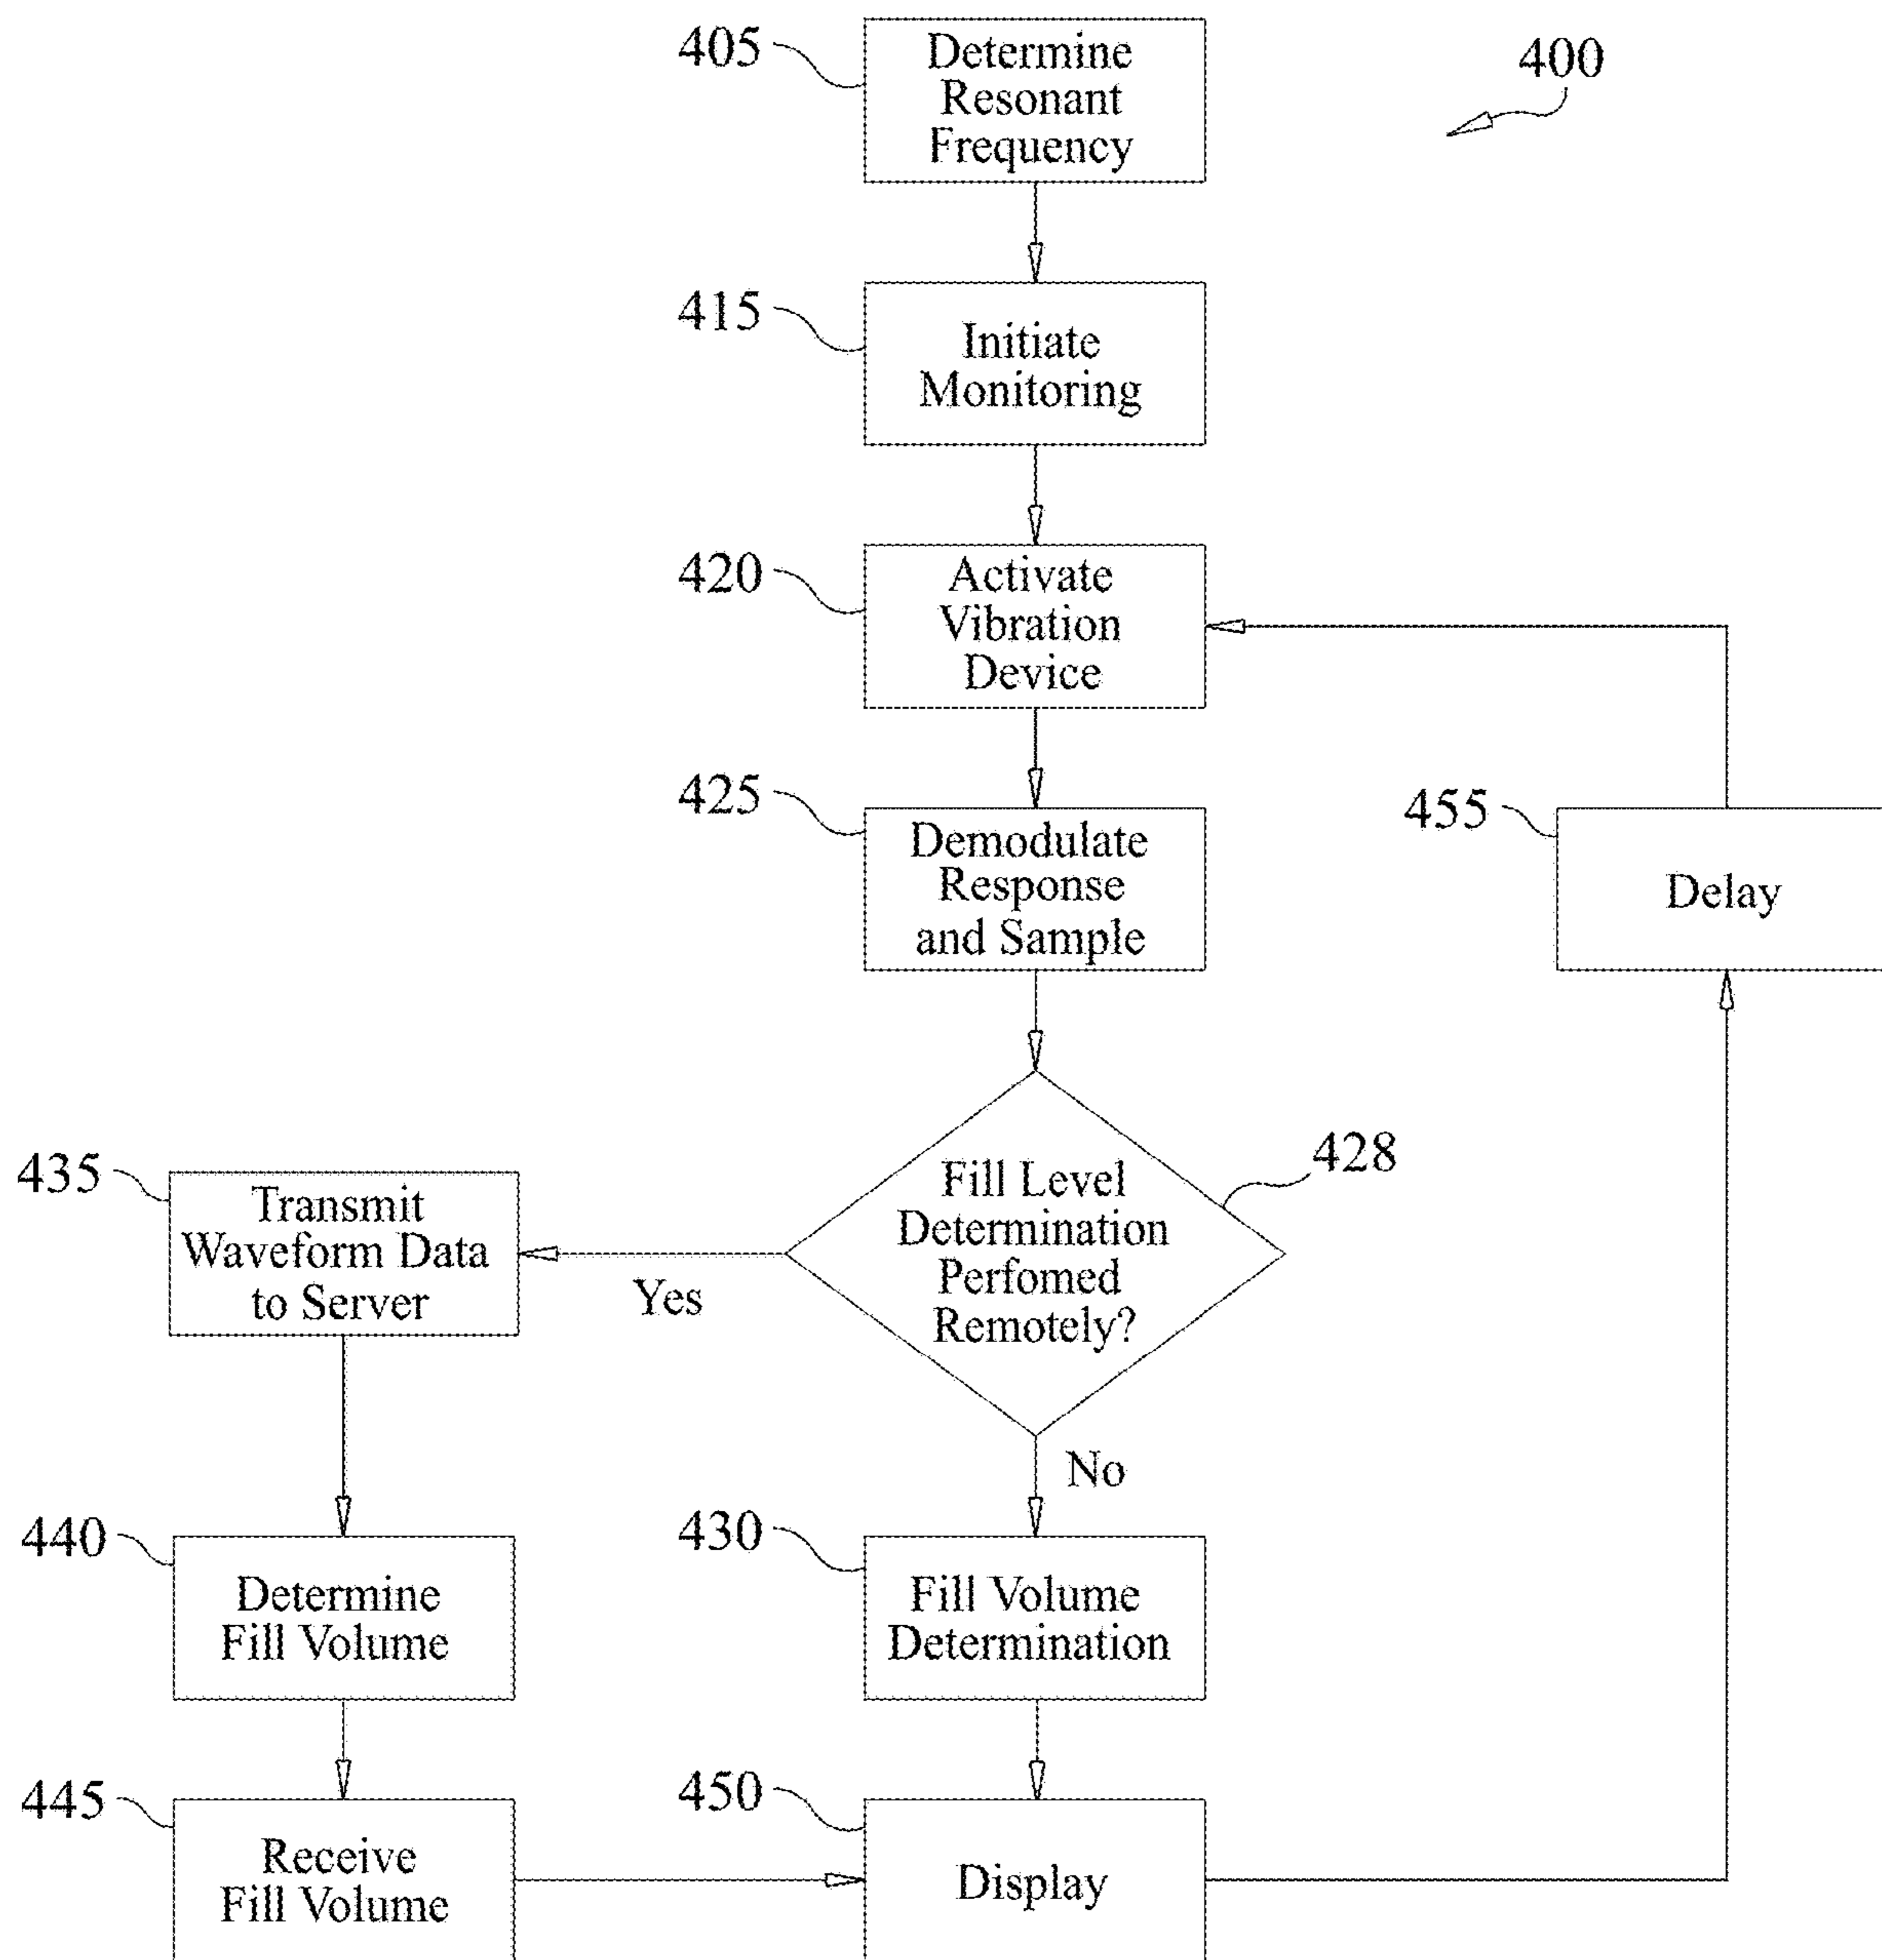 405
Determine
Resonant
Frequency
400
415
Initiate
Monitoring
420
Activate
Vibration
Device
425
Demodulate
Response
and Sample
455
Delay
428
Fill Level
Determination
Perfomed
Remotely?
435
Transmit
Waveform Data
to Server
Yes
No
440
Determine
Fill Volume
430
Fill Volume
Determination
445
Receive
Fill Volume
450
Display